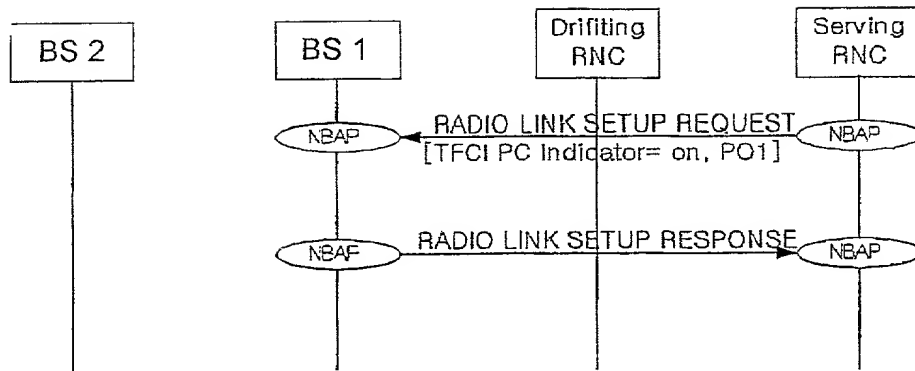 BS 2
BS 1
Drifiting
RNC
Serving
RNC
NBAP
RADIO LINK SETUP REQUEST
NBAP
[TFCI PC Indicator= on, PO1]
NBAP
RADIO LINK SETUP RESPONSE
NBAP